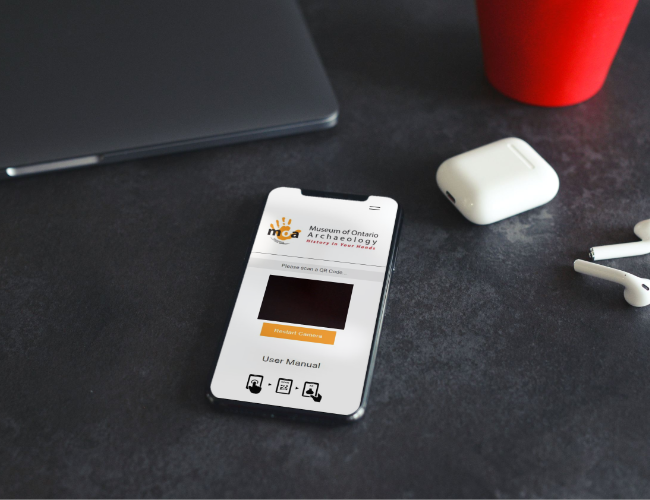 moa
Museum of Ontario
Archaeology
History in Your Hands
Please scan a QR Code
Restart Camera
User Manual